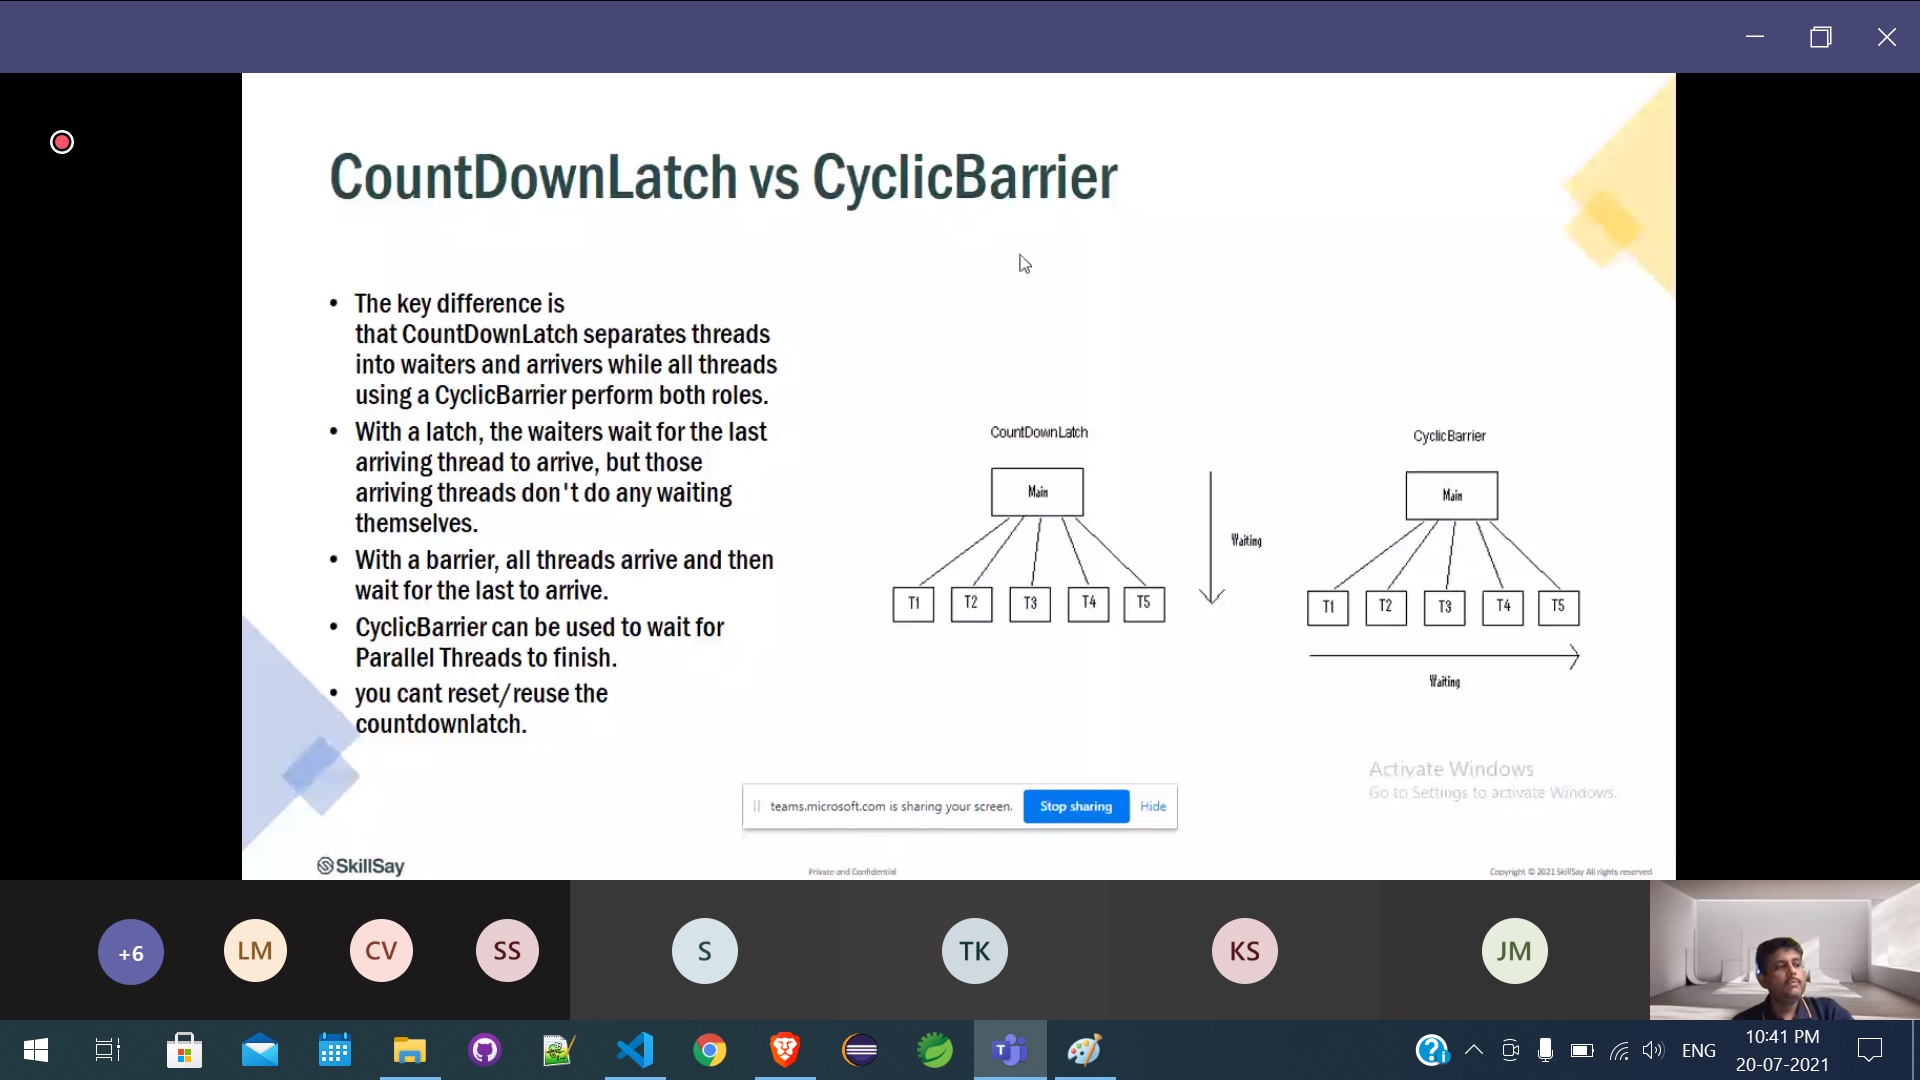 CountDownLatch vs CyclicBarrier
• The key difference is
that CountDownLatch separates threads
into waiters and arrivers while all threads
using a CyclicBarrier perform both roles.
• With a latch, the waiters wait for the last
arriving thread to arrive, but those
arriving threads don't do any waiting
themselves.
• With a barrier, all threads arrive and then
wait for the last to arrive.
• CyclicBarrier can be used to wait for
Parallel Threads to finish.
• you cant reset/reuse the
countdownlatch.
CountDownLatch
Main
T1 T2 T3 T4 T5
Waiting
CyclicBarrier
Main
T1 T2 T3 T4 T5
Waiting
Activate Windows
Go to Settings to activate Windows.
teams.microsoft.com is sharing your screen. Stop sharing Hide
SkillSay
Private and Confidential
Copyright © 2021 SkillSay All rights reserved
+6 LM CV SS S TK KS JM
ENG
10:41 PM
20-07-2021